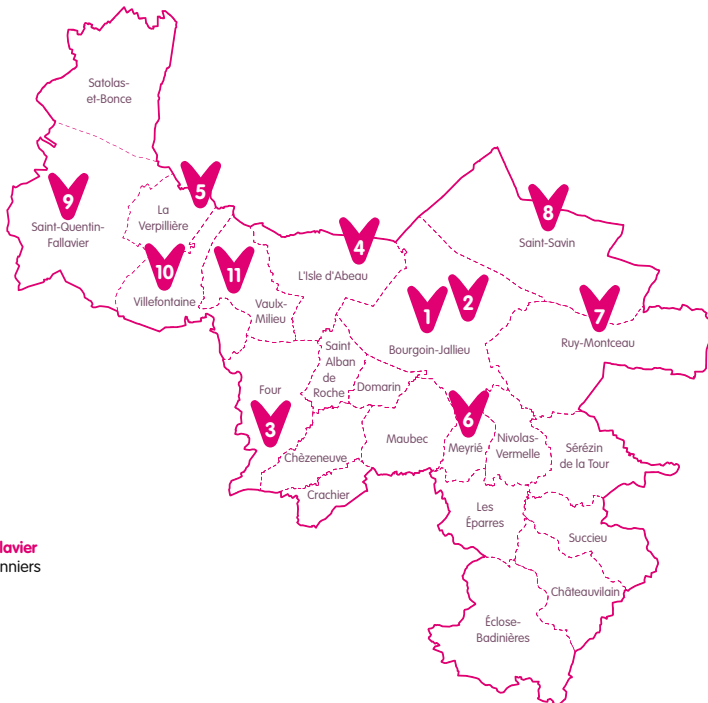 Satolas-
et-Bonce
5
9
8
La
Verpillière
Saint-Quentin-
Fallavier
Saint-Savin
4
10
11
L'Isle d'Abeau
Villefontaine
Vaulx-
Milieu
1
2
7
Bourgoin-Jallieu
Ruy-Montceau
Saint
Alban
de
Roche
Domarin
Four
3
6
Maubec
Meyrié
Nivolas-
Vermelle
Sérézin
de la Tour
Chèzeneuve
Crachier
Les
Éparres
Succieu
Châteauvilain
Éclose-
Badinières
lavier
nniers